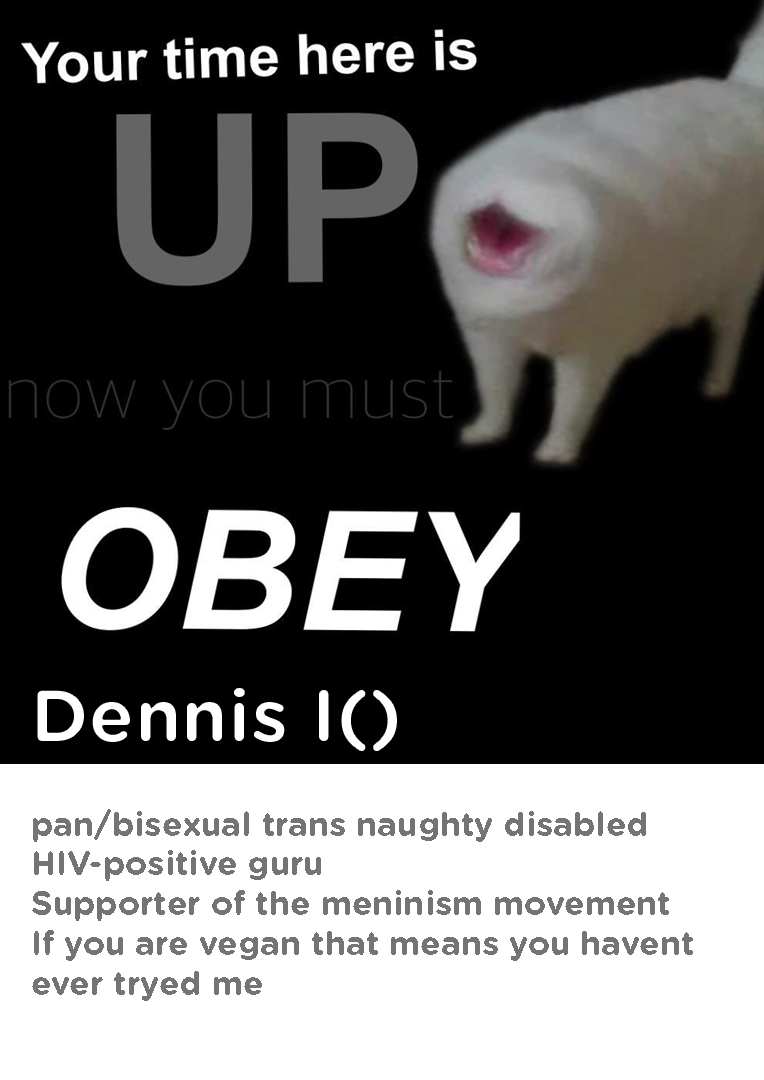 Your time here is
UP
now you must
OBEY
Dennis I()
pan/bisexual trans naughty disabled
HIV-positive guru
Supporter of the meninism movement
If you are vegan that means you havent
ever tryed me